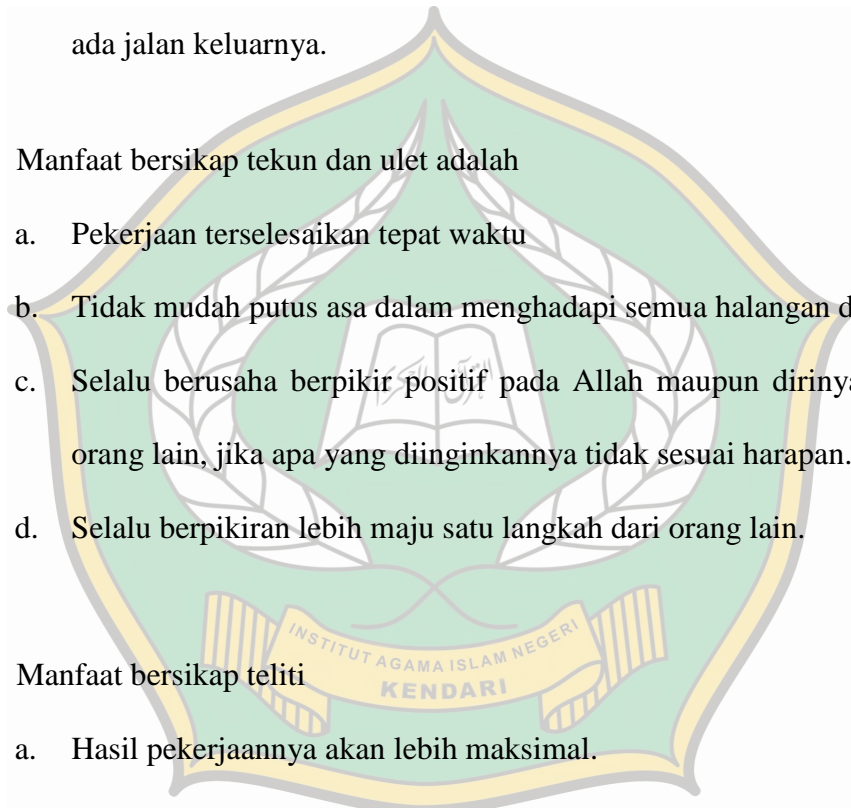 ada jalan keluarnya.
Manfaat bersikap tekun dan ulet adalah
a. Pekerjaan terselesaikan tepat waktu
b. Tidak mudah putus asa dalam menghadapi semua halangan d
c. Selalu berusaha berpikir positif pada Allah maupun dirinya
orang lain, jika apa yang diinginkannya tidak sesuai harapan.
d. Selalu berpikiran lebih maju satu langkah dari orang lain.
INSTITUT AGAMA ISLAM NEGERI
KENDARI
Manfaat bersikap teliti
a. Hasil pekerjaannya akan lebih maksimal.